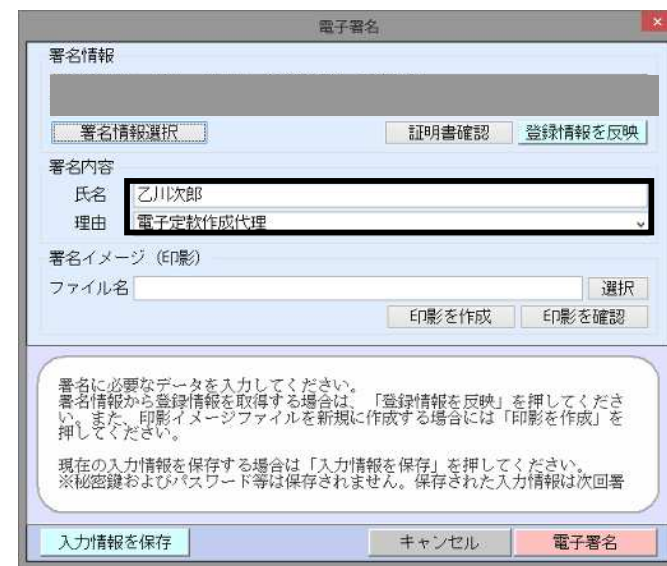 電子署名
×
署名情報
署名情報選択 証明書確認 登録情報を反映
署名内容
氏名 乙川次郎
理由 電子定款作成代理
署名イメージ（印影）
ファイル名 選択
印影を作成 印影を確認
署名に必要なデータを入力してください。
署名情報から登録情報を取得する場合は、「登録情報を反映」を押してくださ
い。また、印影イメージファイルを新規に作成する場合には「印影を作成」を
押してください。
現在の入力情報を保存する場合は「入力情報を保存」を押してください。
※秘密鍵およびパスワード等は保存されません。保存された入力情報は次回署
入力情報を保存 キャンセル 電子署名